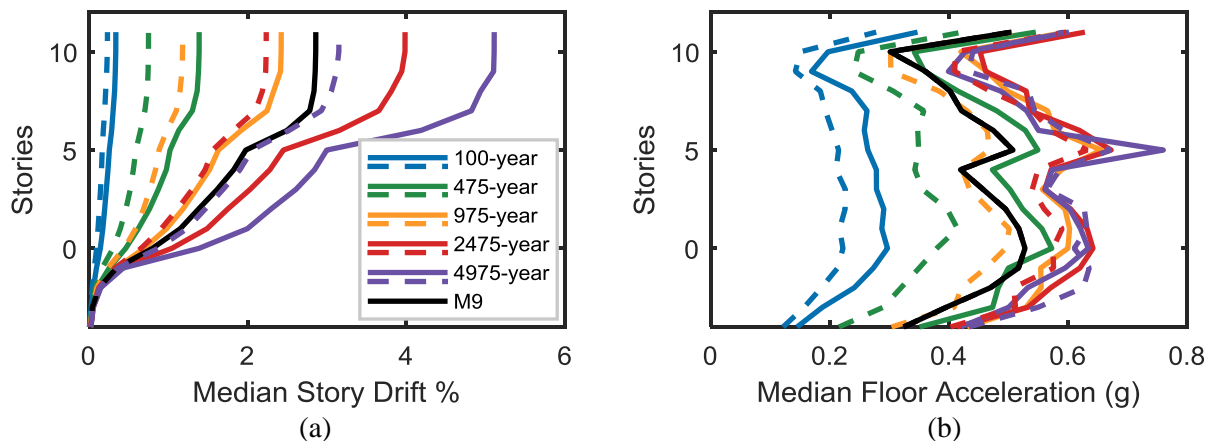 10
5
0
Stories
0
2
4
6
Median Story Drift %
(a)
100-year
475-year
975-year
2475-year
4975-year
M9
10
5
0
Stories
0
0.2
0.4
0.6
0.8
Median Floor Acceleration (g)
(b)